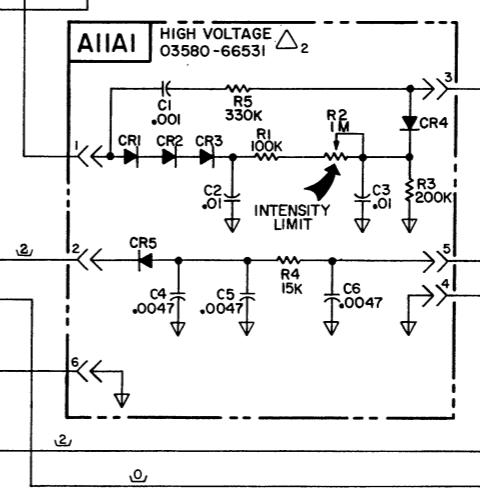 A11A1
HIGH VOLTAGE
03580-66531 2
3
C1
.001
R5
330K
R2
1M
CR4
1
CR1 CR2 CR3
R1
100K
C2
.01
C3
.01
R3
200K
INTENSITY
LIMIT
2
2
CR5
5
R4
15K
4
C4
.0047
C5
.0047
C6
.0047
6
2
0